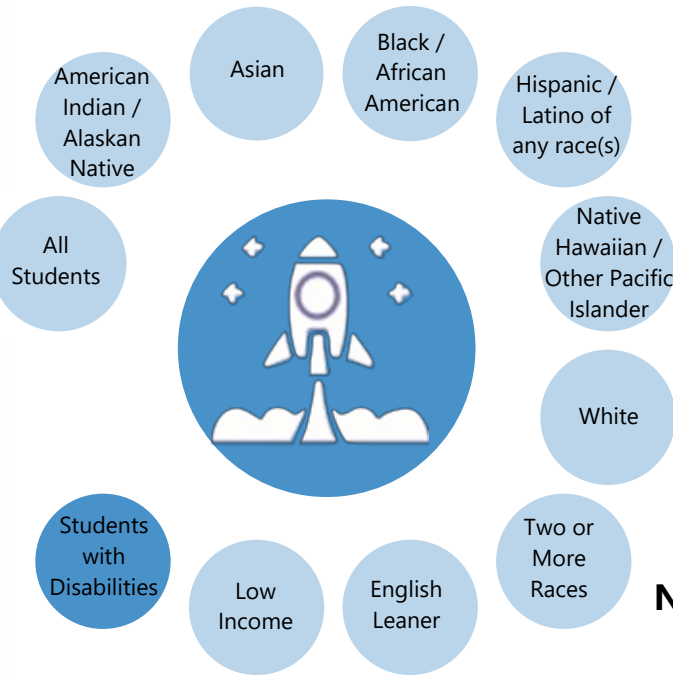 All
Students
American
Indian /
Alaskan
Native
Asian
Black /
African
American
Hispanic /
Latino of
any race(s)
Native
Hawaiian /
Other Pacific
Islander
White
Two or
More
Races
English
Leaner
Low
Income
Students
with
Disabilities
N